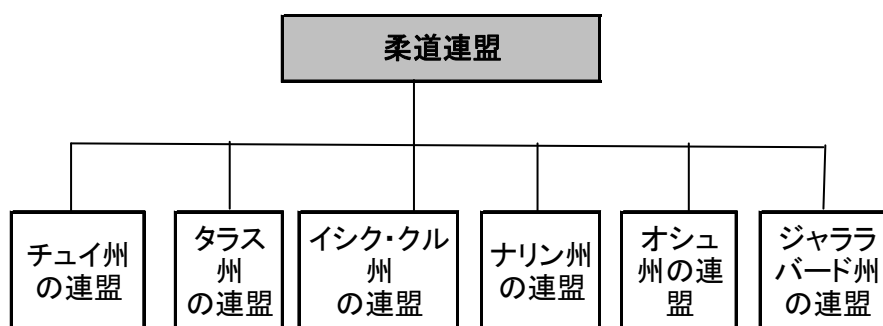 柔道連盟
チュイ州
の連盟
タラス
州
の連盟
イシク・クル
州
の連盟
ナリン州
の連盟
オシュ
州の連
盟
ジャララ
バード州
の連盟